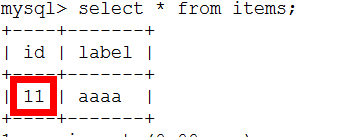 mysql> select * from items;
+----+-------+
| id | label |
+----+-------+
| 11 | aaaa  |
+----+-------+